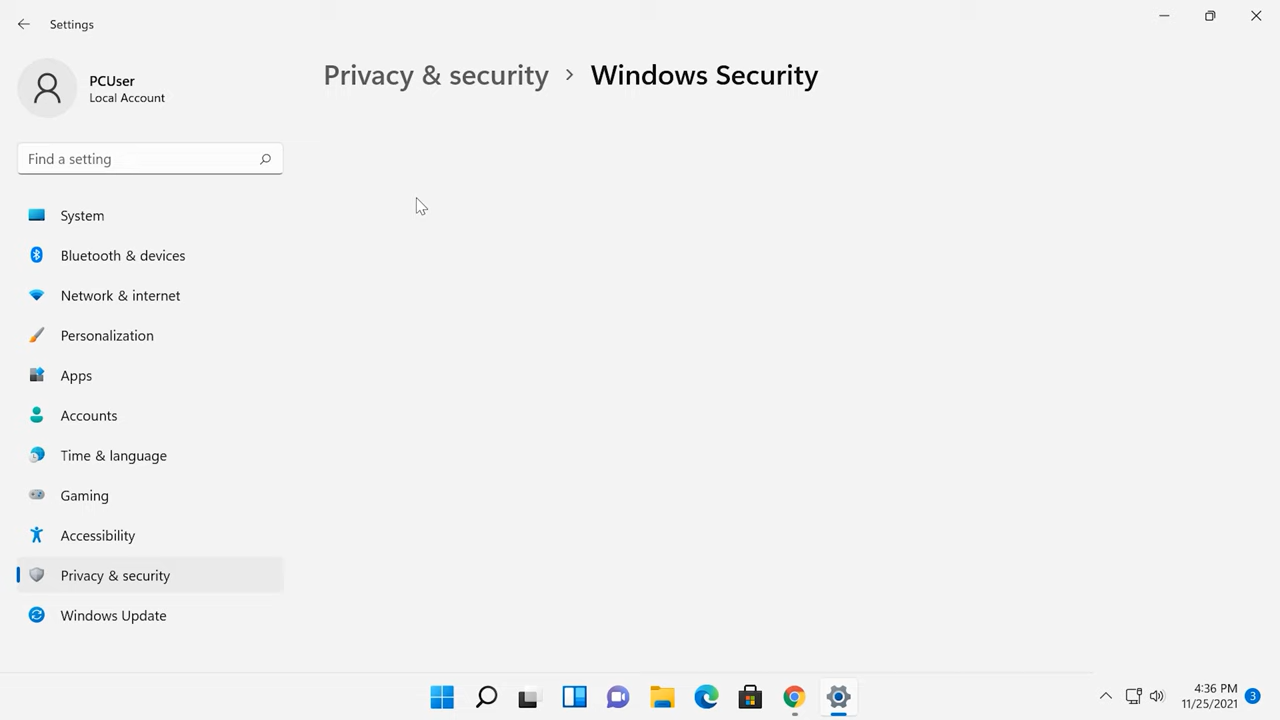 Settings
PCUser
Local Account
Privacy & security > Windows Security
Find a setting
System
Bluetooth & devices
Network & internet
Personalization
Apps
Accounts
Time & language
Gaming
Accessibility
Privacy & security
Windows Update
4:36 PM
11/25/2021
3